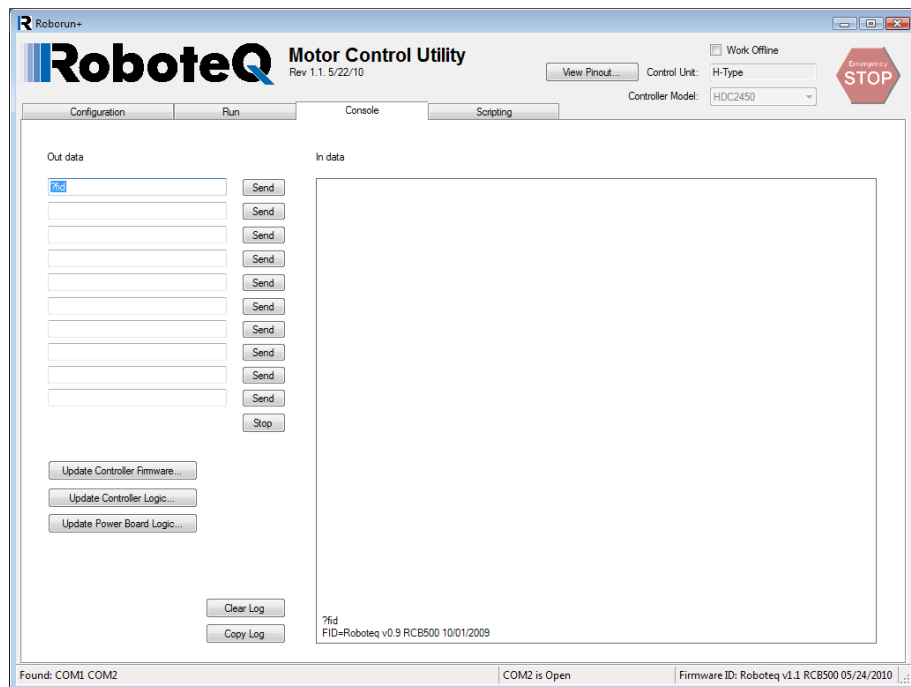 Roborun+
RoboteQ
Motor Control Utility
Rev 1.1. 5/22/10
Work Offline
View Pinout...
Control Unit:
H-Type
Controller Model:
HDC2450
Emergency
STOP
Configuration
Run
Console
Scripting
Out data
In data
?fid
Send
Send
Send
Send
Send
Send
Send
Send
Send
Send
Stop
Update Controller Firmware...
Update Controller Logic...
Update Power Board Logic...
Clear Log
Copy Log
?fid
FID=Roboteq v0.9 RCB500 10/01/2009
Found: COM1 COM2
COM2 is Open
Firmware ID: Roboteq v1.1 RCB500 05/24/2010